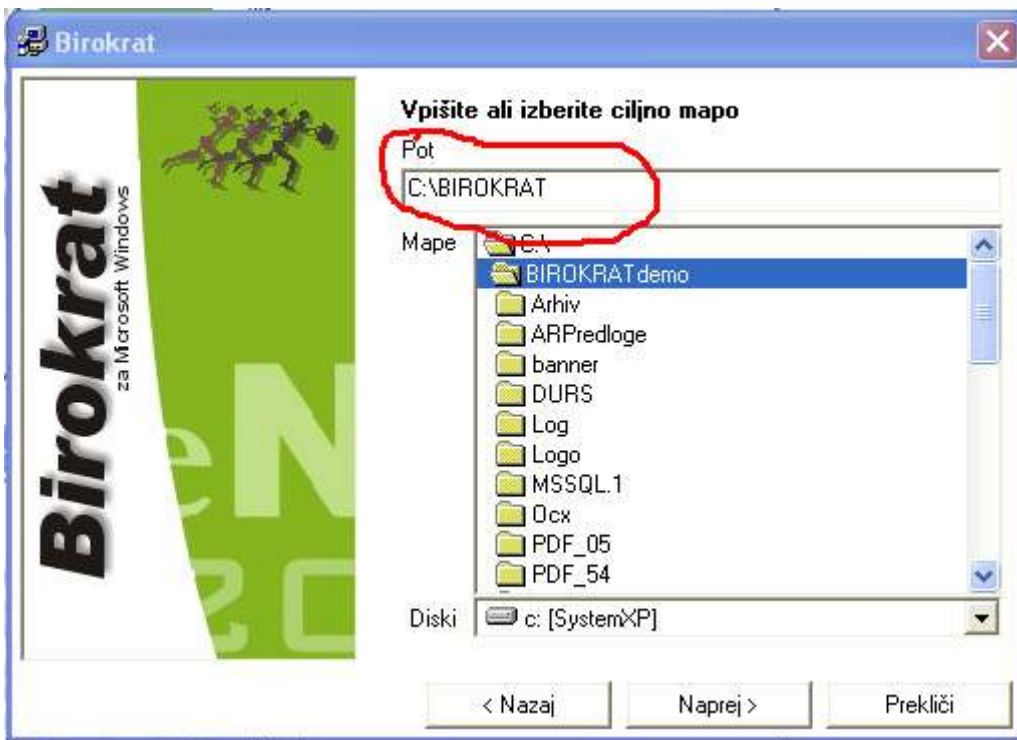 Birokrat
Birokrat
za Microsoft Windows
eN
Vpišite ali izberite ciljno mapo
Pot
C:\BIROKRAT
Mape
C:\
BIROKRATdemo
Arhiv
ARPredloge
banner
DURS
Log
Logo
MSSQL.1
Ocx
PDF_05
PDF_54
Diski
c: [SystemXP]
< Nazaj
Naprej >
Prekliči